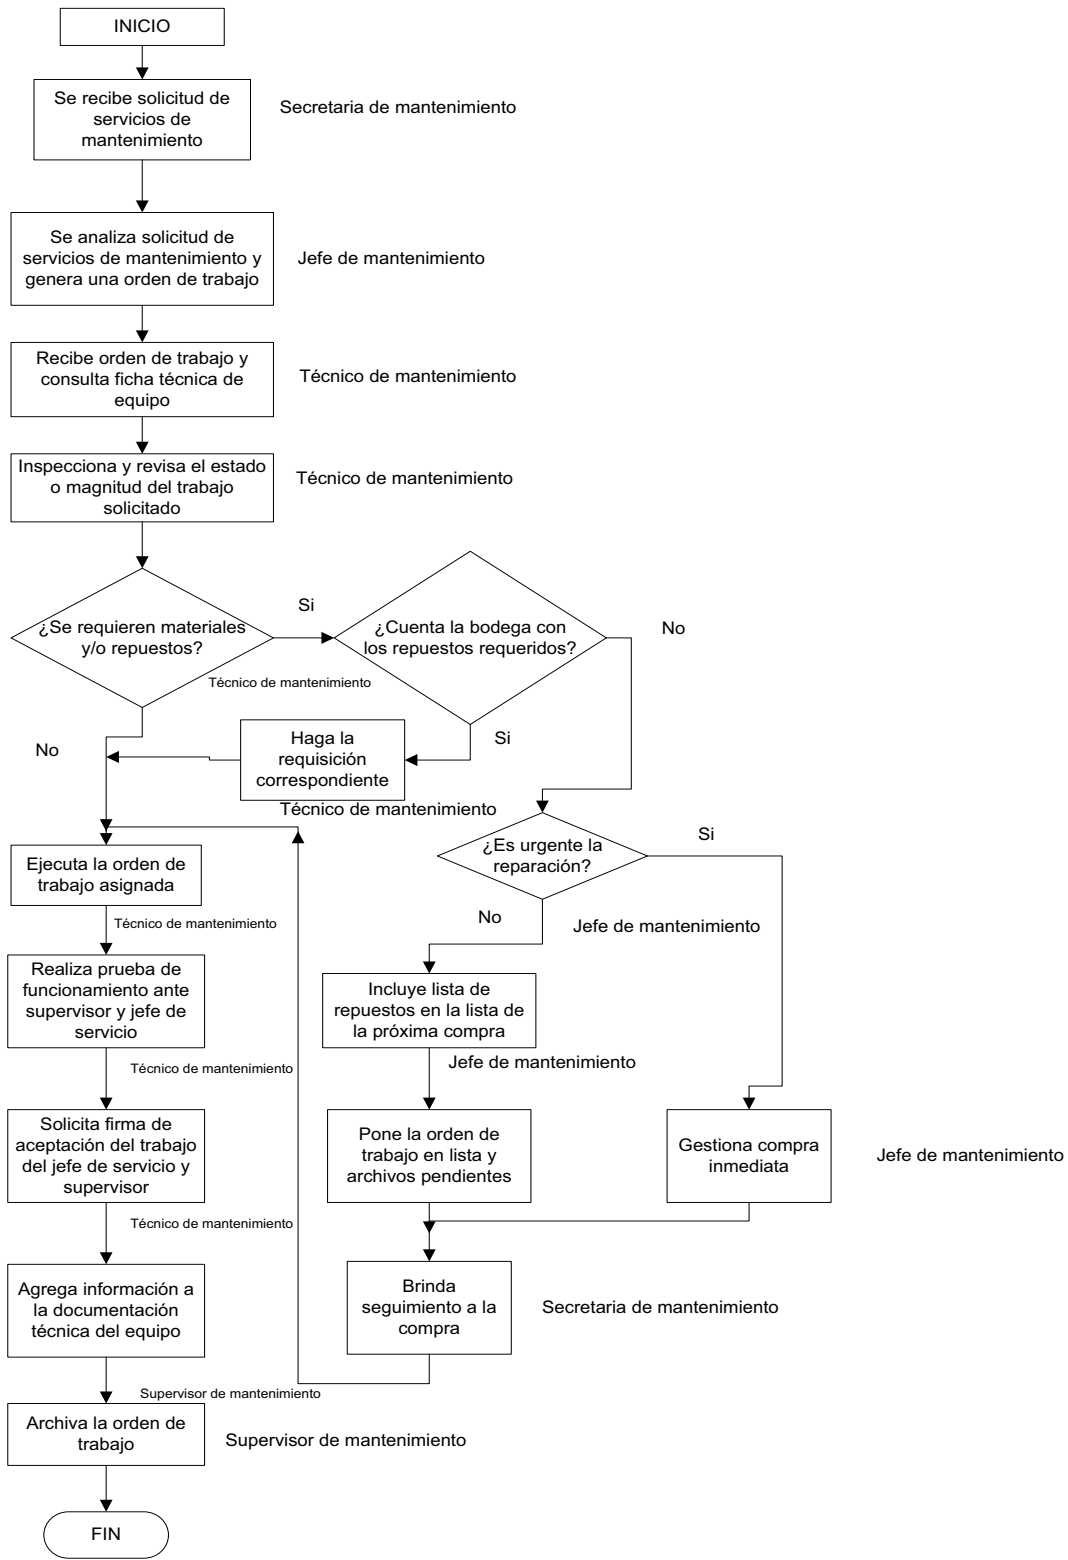 INICIO
Se recibe solicitud de
servicios de
mantenimiento
Secretaria de mantenimiento
Se analiza solicitud de
servicios de mantenimiento y
genera una orden de trabajo
Jefe de mantenimiento
Recibe orden de trabajo y
consulta ficha técnica de
equipo
Técnico de mantenimiento
Inspecciona y revisa el estado
o magnitud del trabajo
solicitado
Técnico de mantenimiento
¿Se requieren materiales
y/o repuestos?
Técnico de mantenimiento
Si
¿Cuenta la bodega con
los repuestos requeridos?
No
No
Si
Haga la
requisición
correspondiente
Técnico de mantenimiento
¿Es urgente la
reparación?
Si
No
Jefe de mantenimiento
Ejecuta la orden de
trabajo asignada
Técnico de mantenimiento
Realiza prueba de
funcionamiento ante
supervisor y jefe de
servicio
Técnico de mantenimiento
Incluye lista de
repuestos en la lista de
la próxima compra
Jefe de mantenimiento
Solicita firma de
aceptación del trabajo
del jefe de servicio y
supervisor
Técnico de mantenimiento
Pone la orden de
trabajo en lista y
archivos pendientes
Gestiona compra
inmediata
Jefe de mantenimiento
Agrega información a
la documentación
técnica del equipo
Supervisor de mantenimiento
Brinda
seguimiento a la
compra
Secretaria de mantenimiento
Archiva la orden de
trabajo
Supervisor de mantenimiento
FIN